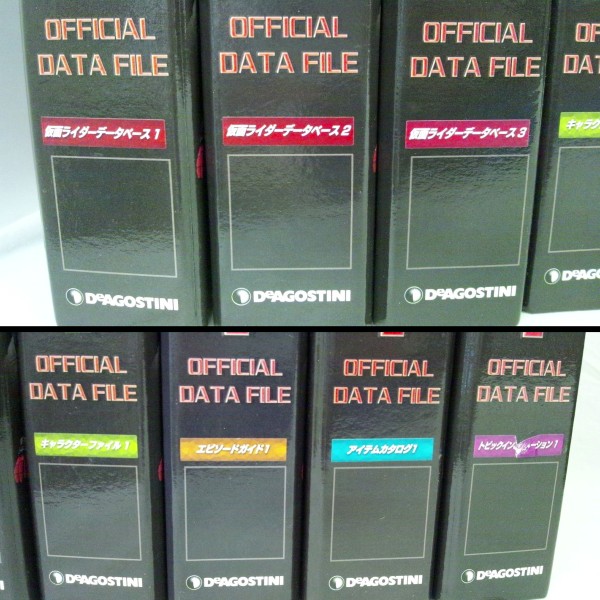 OFFICIAL
DATA FILE
仮面ライダーデータベース 1
DeAGOSTINI
OFFICIAL
DATA FILE
仮面ライダーデータベース 2
DeAGOSTINI
OFFICIAL
DATA FILE
仮面ライダーデータベース 3
DeAGOSTINI
キャラク
DeAGOS
OFFICIAL
DATA FILE
キャラクターファイル 1
DeAGOSTINI
OFFICIAL
DATA FILE
エピソードガイド1
DeAGOSTINI
OFFICIAL
DATA FILE
アイテムカタログ1
DeAGOSTINI
OFFICIAL
DATA FILE
DeAGOSTINI